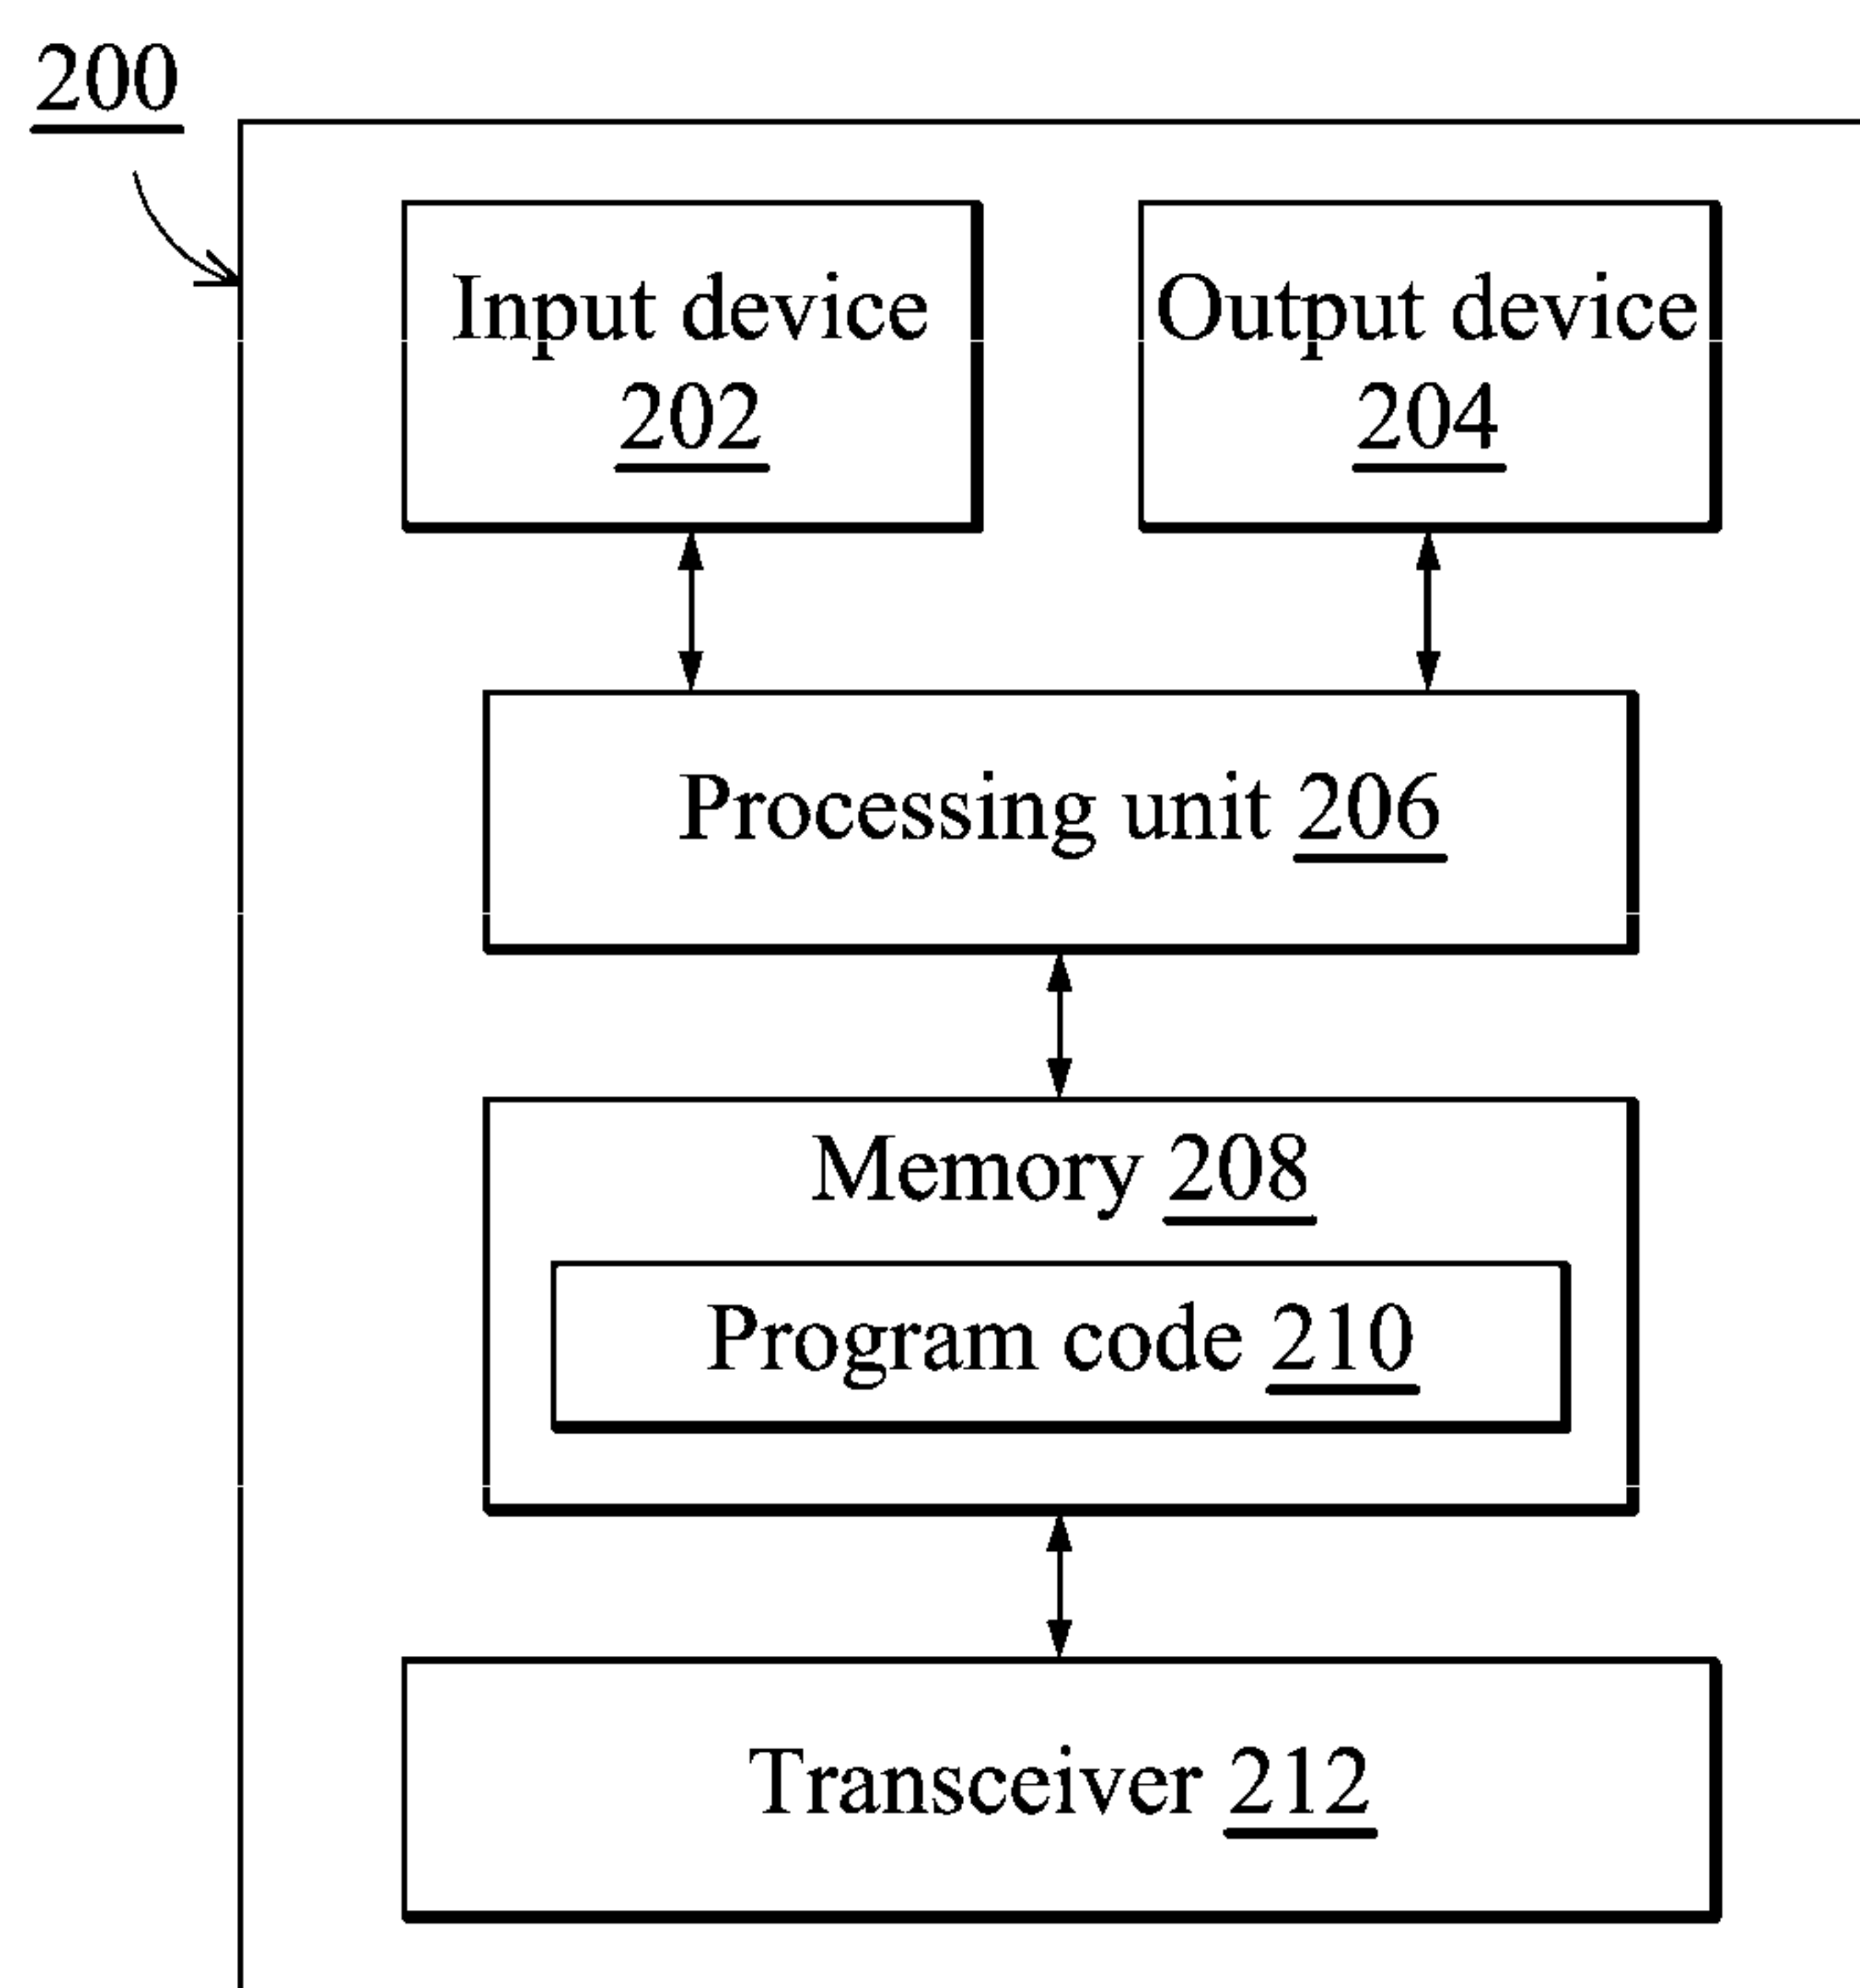 200
Input device
202
Output device
204
Processing unit 206
Memory 208
Program code 210
Transceiver 212